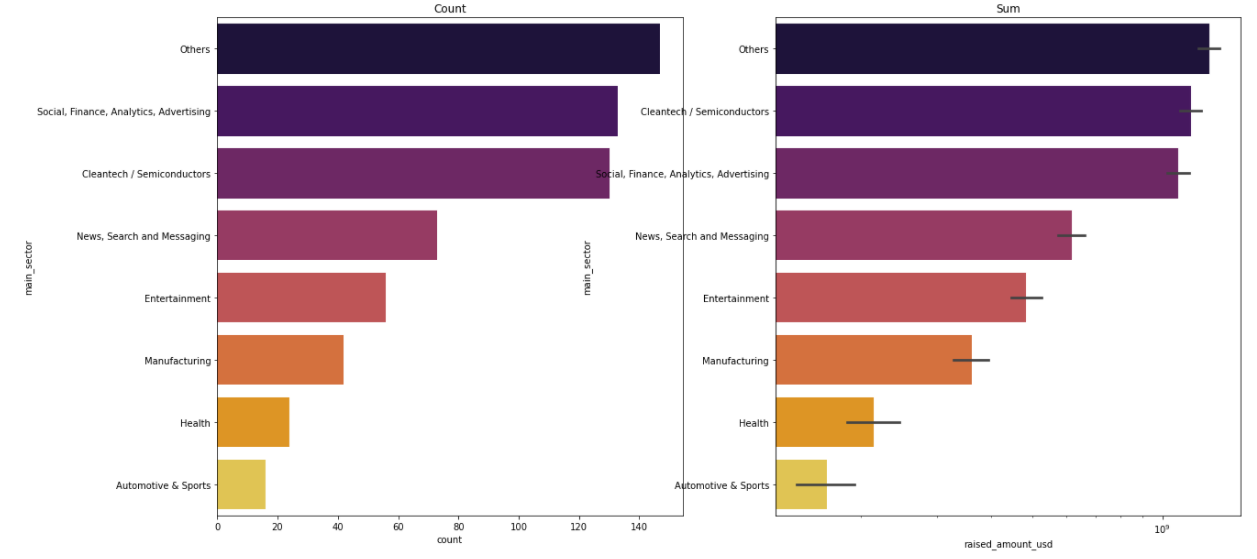 Count
Others
Social, Finance, Analytics, Advertising
Cleantech / Semiconductors
News, Search and Messaging
Entertainment
Manufacturing
Health
Automotive & Sports
main_sector
0 20 40 60 80 100 120 140
count
Sum
Others
Cleantech / Semiconductors
Social, Finance, Analytics, Advertising
News, Search and Messaging
Entertainment
Manufacturing
Health
Automotive & Sports
main_sector
10⁹
raised_amount_usd